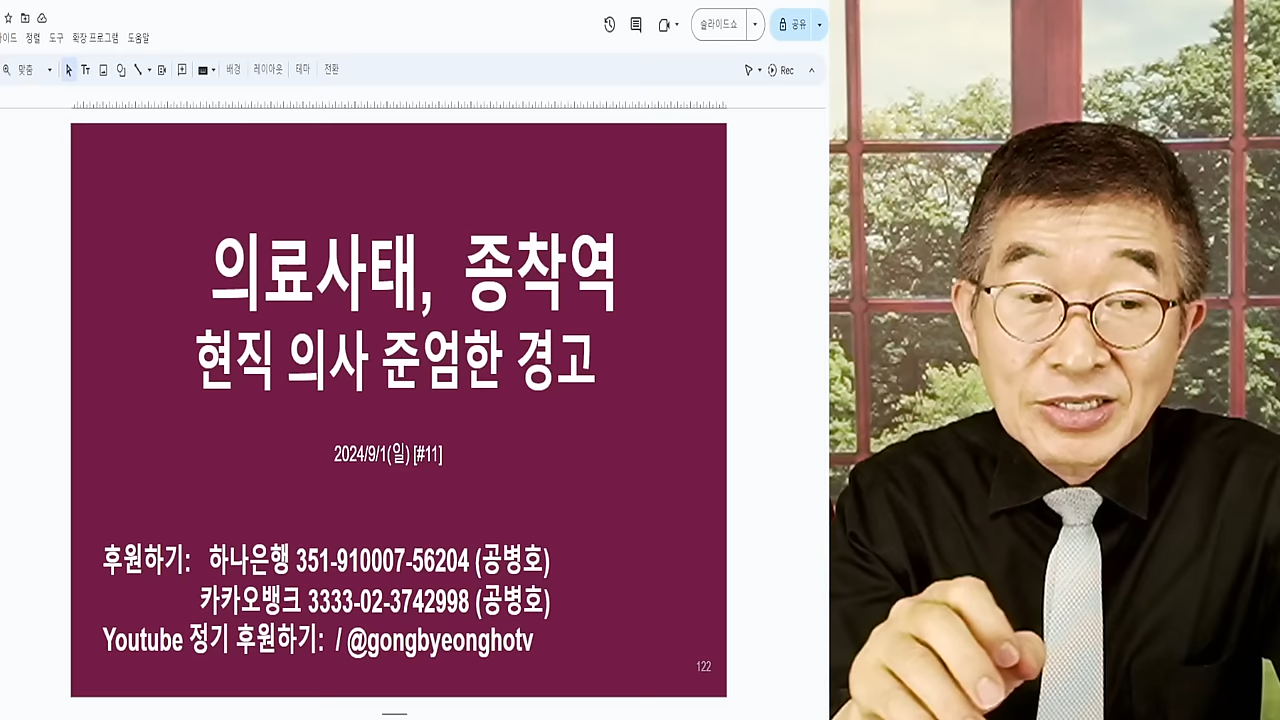 이드 정렬 도구 확장 프로그램 도움말
슬라이드쇼
공유
맞춤
배경 레이아웃 테마 전환
Rec
의료사태, 종착역
현직 의사 준엄한 경고
2024/9/1(일) [#11]
후원하기: 하나은행 351-910007-56204 (공병호)
카카오뱅크 3333-02-3742998 (공병호)
Youtube 정기 후원하기: / @gongbyeonghotv
122